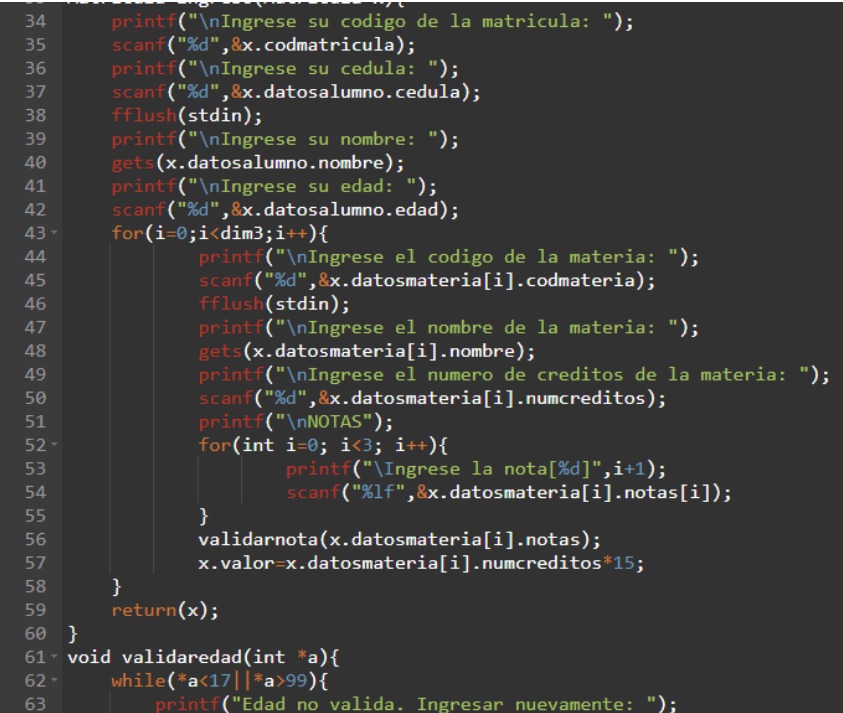 34 printf("\nIngrese su codigo de la matricula: ");
35 scanf("%d",&x.codmatricula);
36 printf("\nIngrese su cedula: ");
37 scanf("%d",&x.datosalumno.cedula);
38 fflush(stdin);
39 printf("\nIngrese su nombre: ");
40 gets(x.datosalumno.nombre);
41 printf("\nIngrese su edad: ");
42 scanf("%d",&x.datosalumno.edad);
43 for(i=0;i<dim3;i++){
44 printf("\nIngrese el codigo de la materia: ");
45 scanf("%d",&x.datosmateria[i].codmateria);
46 fflush(stdin);
47 printf("\nIngrese el nombre de la materia: ");
48 gets(x.datosmateria[i].nombre);
49 printf("\nIngrese el numero de creditos de la materia: ");
50 scanf("%d",&x.datosmateria[i].numcreditos);
51 printf("\nNOTAS");
52 for(int i=0; i<3; i++){
53 printf("\Ingrese la nota[%d]",i+1);
54 scanf("%lf",&x.datosmateria[i].notas[i]);
55 }
56 validarnota(x.datosmateria[i].notas);
57 x.valor=x.datosmateria[i].numcreditos*15;
58 }
59 return(x);
60 }
61 void validaredad(int *a){
62 while(*a<17||*a>99){
63 printf("Edad no valida. Ingresar nuevamente: ");